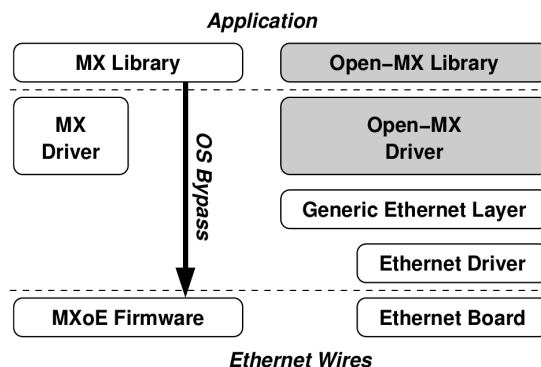 Application
MX Library
Open-MX Library
MX
Driver
OS Bypass
Open-MX
Driver
Generic Ethernet Layer
Ethernet Driver
MXoE Firmware
Ethernet Board
Ethernet Wires